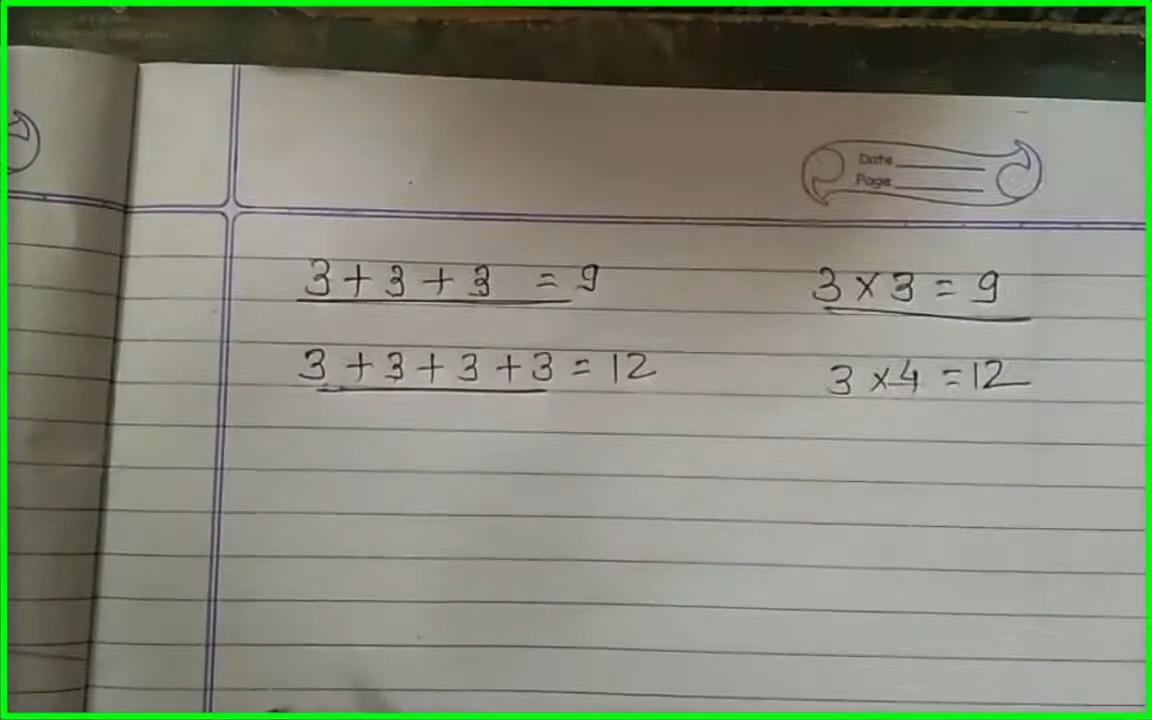 Date
Page
3 + 3 + 3 = 9 3 × 3 = 9
3 + 3 + 3 + 3 = 12 3 × 4 = 12